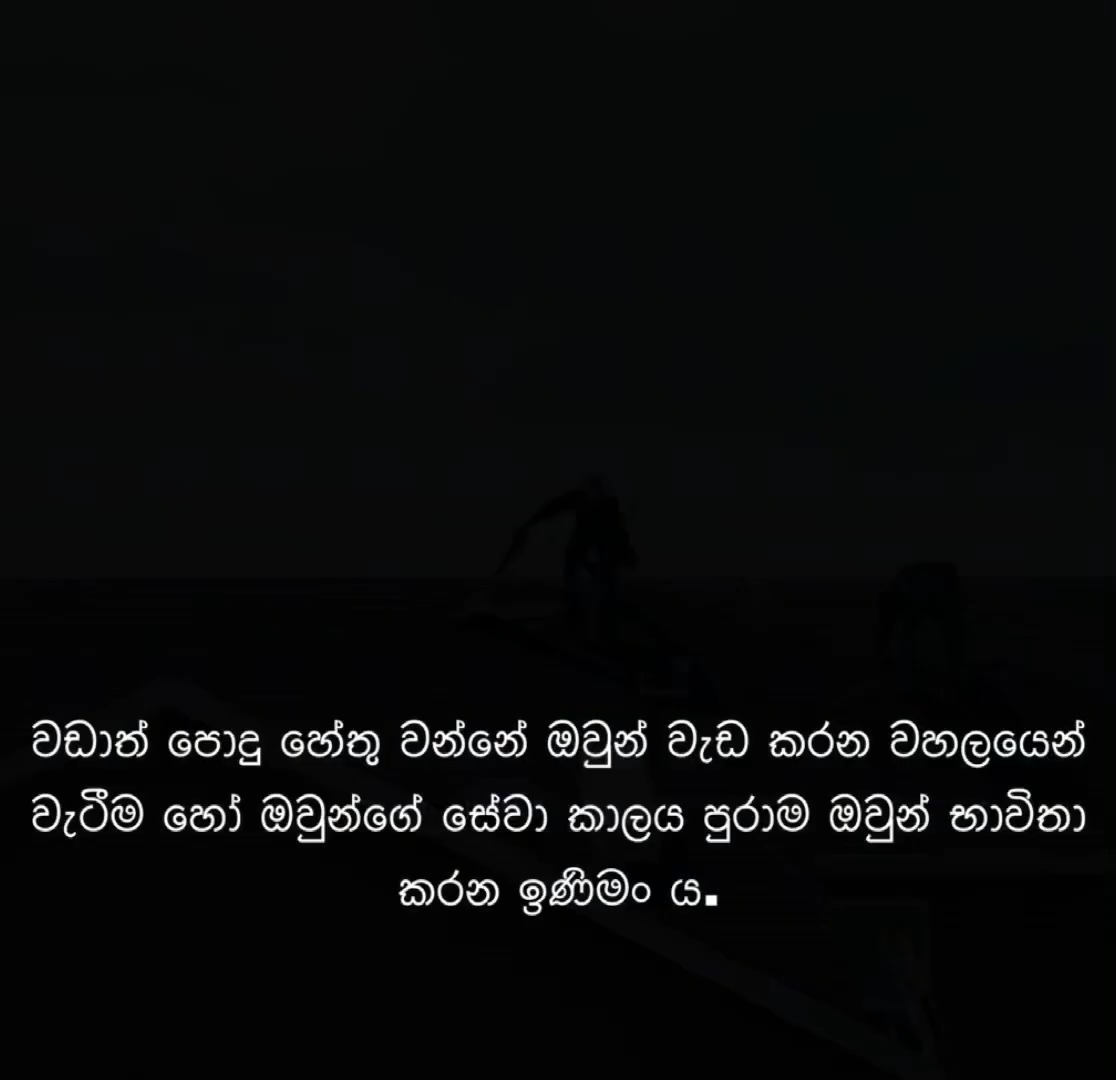 වඩාත් පොදු හේතු වන්නේ ඔවුන් වැඩ කරන වහලයෙන්
වැටීම හෝ ඔවුන්ගේ සේවා කාලය පුරාම ඔවුන් භාවිතා
කරන ඉණිමං ය.